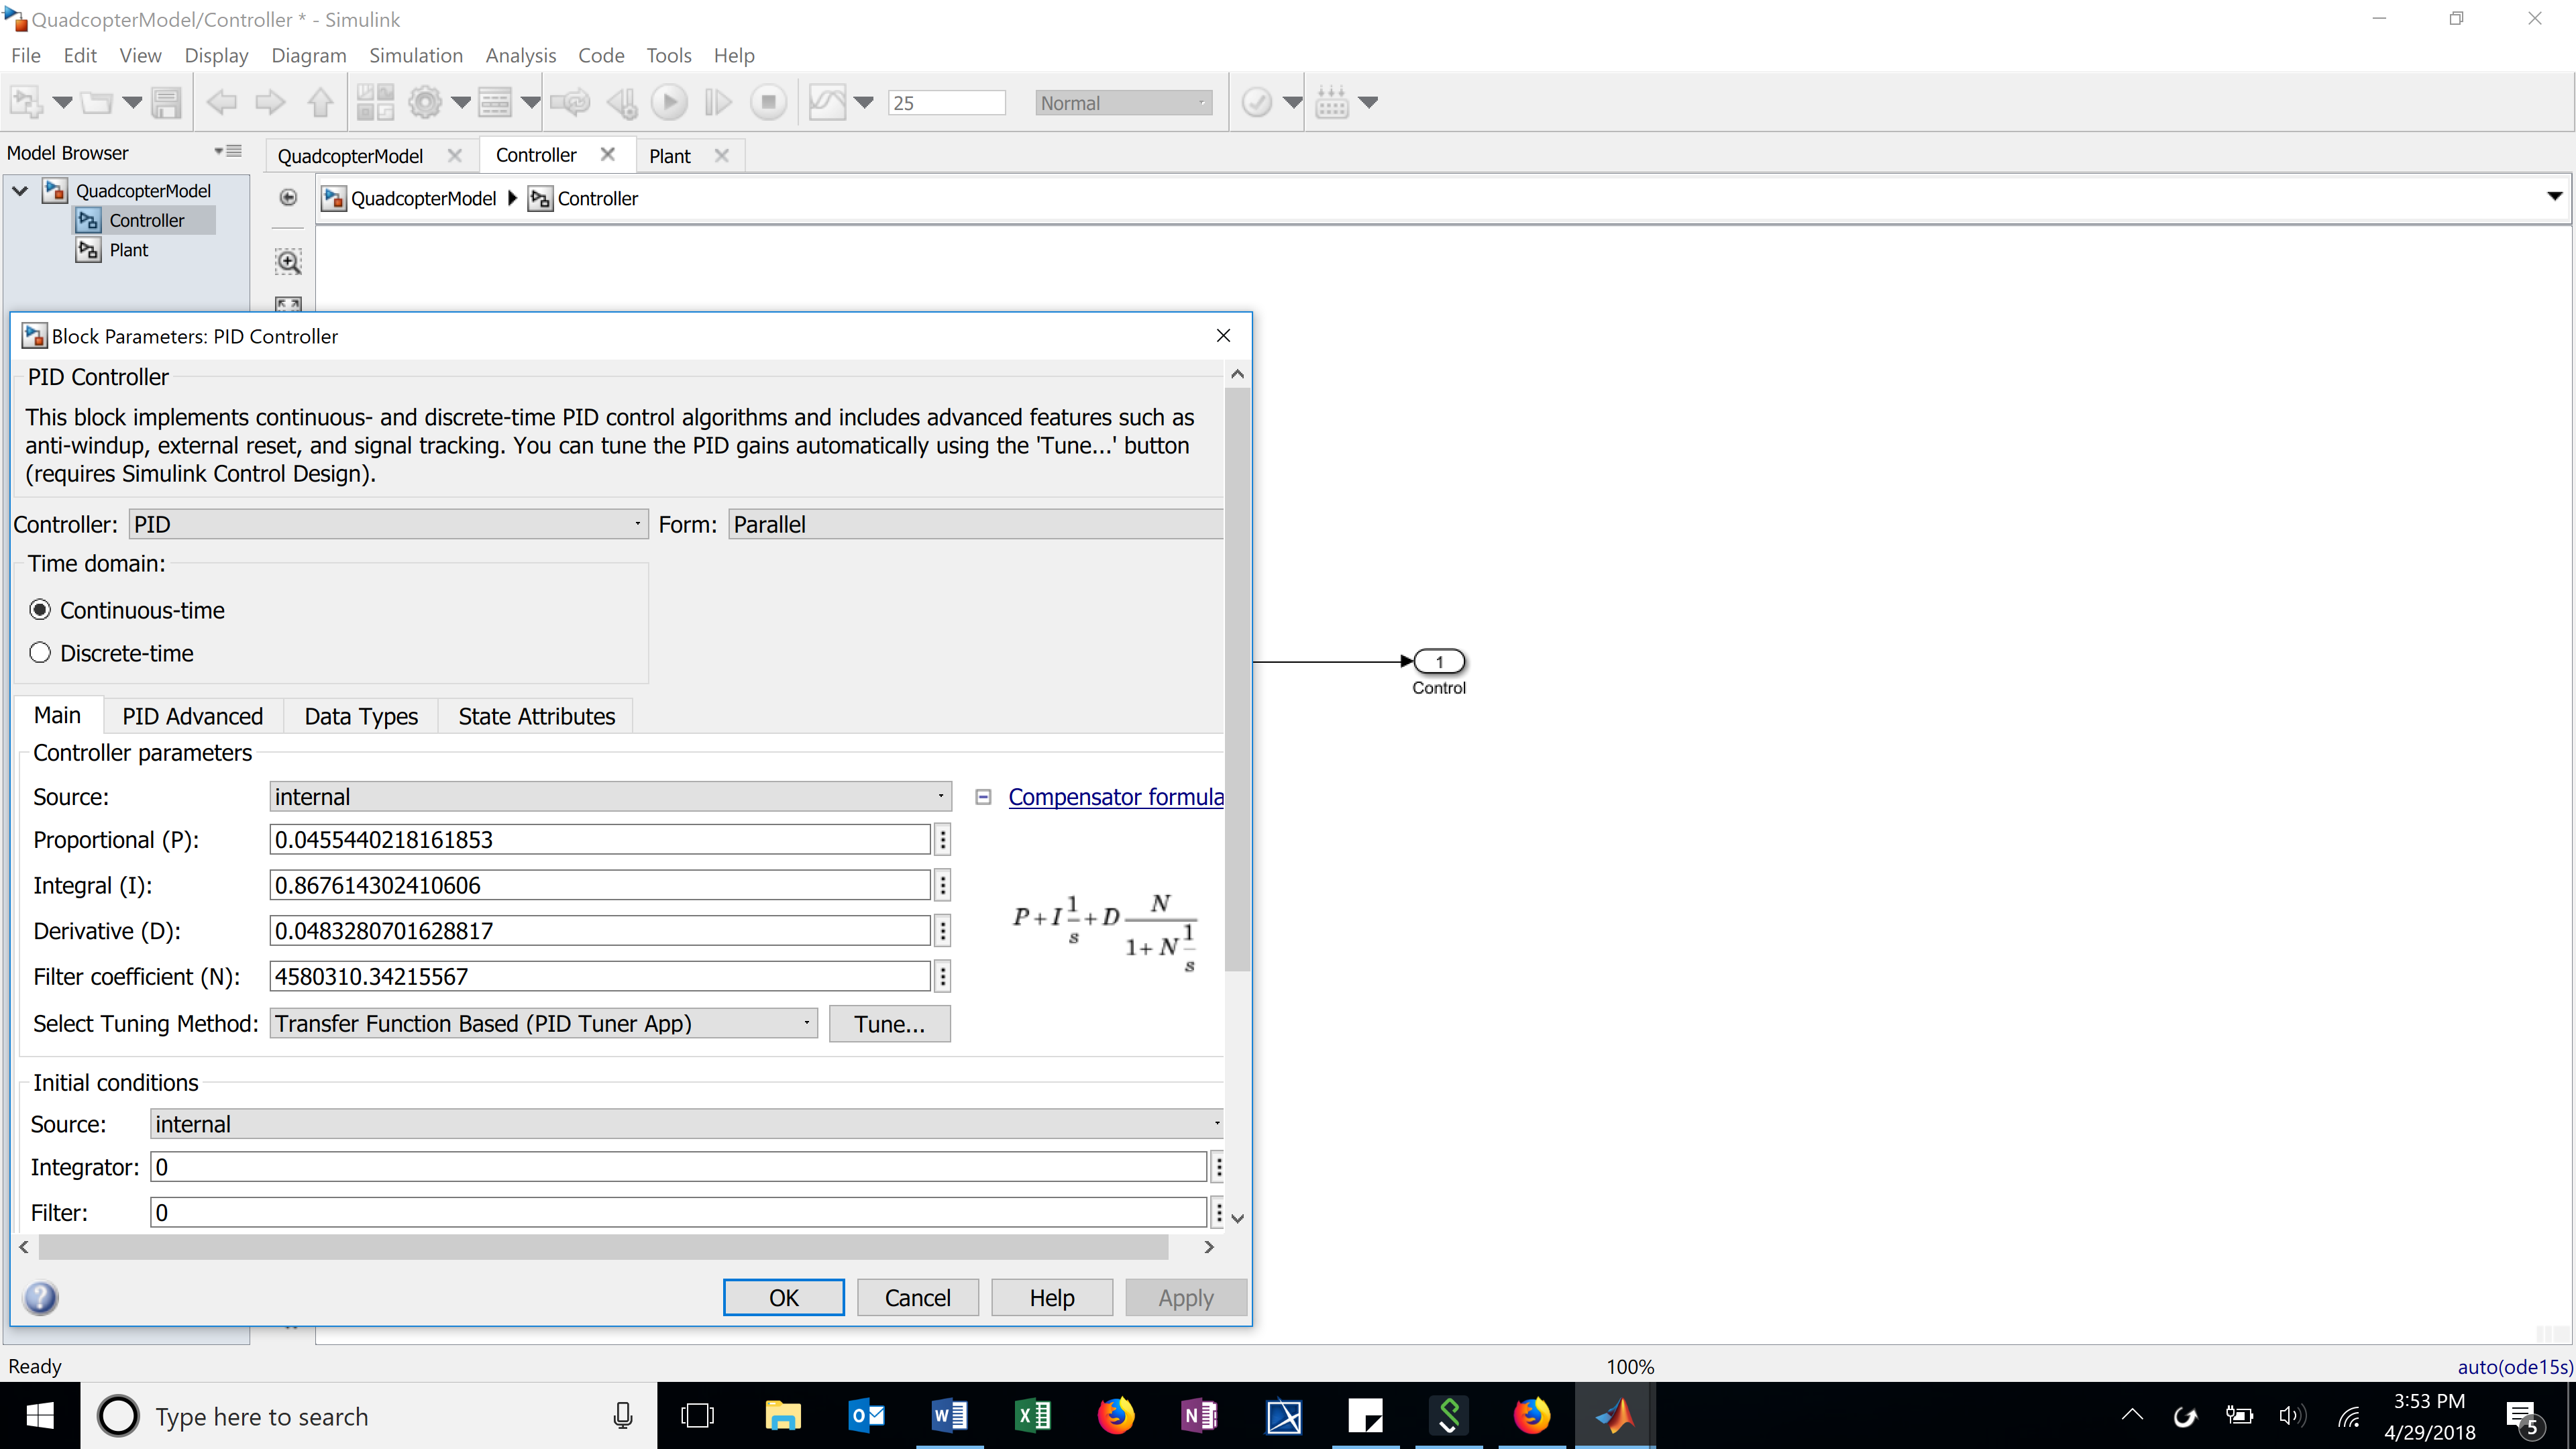 QuadcopterModel/Controller * - Simulink
File Edit View Display Diagram Simulation Analysis Code Tools Help
25 Normal
Model Browser
QuadcopterModel Controller Plant
QuadcopterModel
Controller
Plant
QuadcopterModel Controller
Block Parameters: PID Controller
PID Controller
This block implements continuous- and discrete-time PID control algorithms and includes advanced features such as
anti-windup, external reset, and signal tracking. You can tune the PID gains automatically using the 'Tune...' button
(requires Simulink Control Design).
Controller: PID Form: Parallel
Time domain:
Continuous-time
Discrete-time
Main PID Advanced Data Types State Attributes
Controller parameters
Source: internal Compensator formula
Proportional (P): 0.0455440218161853
Integral (I): 0.867614302410606
Derivative (D): 0.0483280701628817
Filter coefficient (N): 4580310.34215567
P+I 1/s +D N/(1+N 1/s)
Select Tuning Method: Transfer Function Based (PID Tuner App) Tune...
Initial conditions
Source: internal
Integrator: 0
Filter: 0
OK Cancel Help Apply
1
Control
Ready 100% auto(ode15s)
Type here to search
3:53 PM
4/29/2018
5